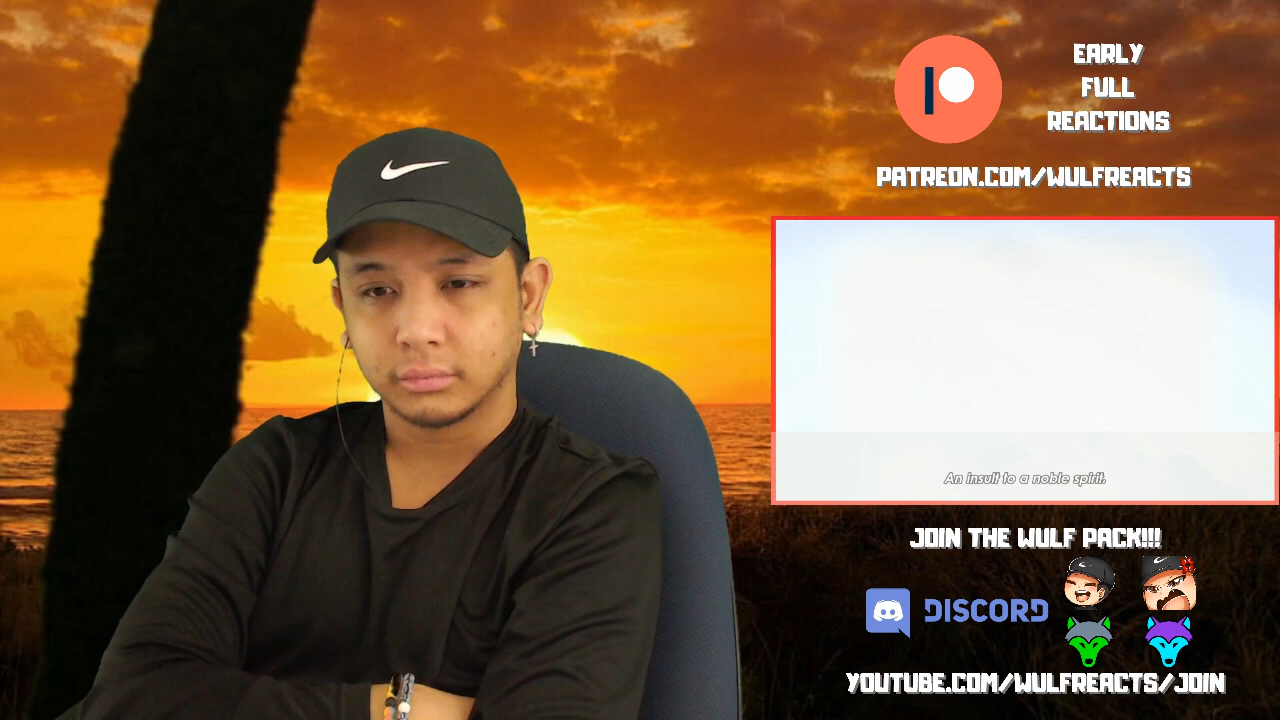 EARLY
FULL
REACTIONS
PATREON.COM/WULFREACTS
An insult to a noble spirit.
JOIN THE WULF PACK!!!
DISCORD
YOUTUBE.COM/WULFREACTS/JOIN